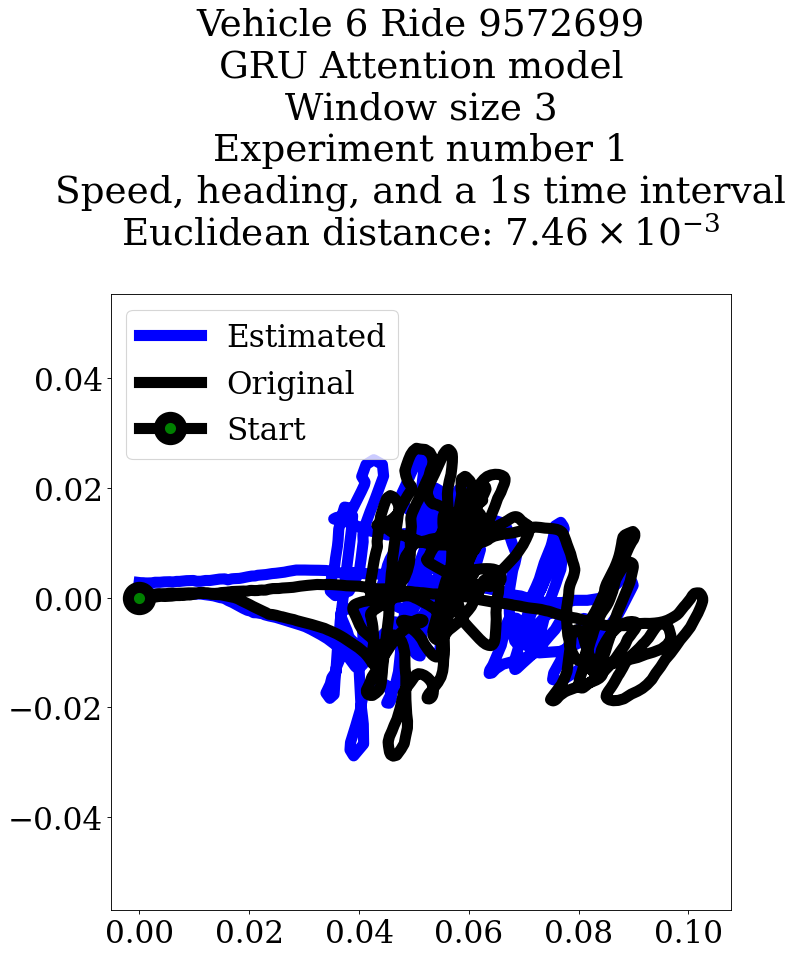 Vehicle 6 Ride 9572699
GRU Attention model
Window size 3
Experiment number 1
Speed, heading, and a 1s time interval
Euclidean distance: 7.46 × 10⁻³
Estimated
Original
Start
0.04
0.02
0.00
−0.02
−0.04
0.00 0.02 0.04 0.06 0.08 0.10